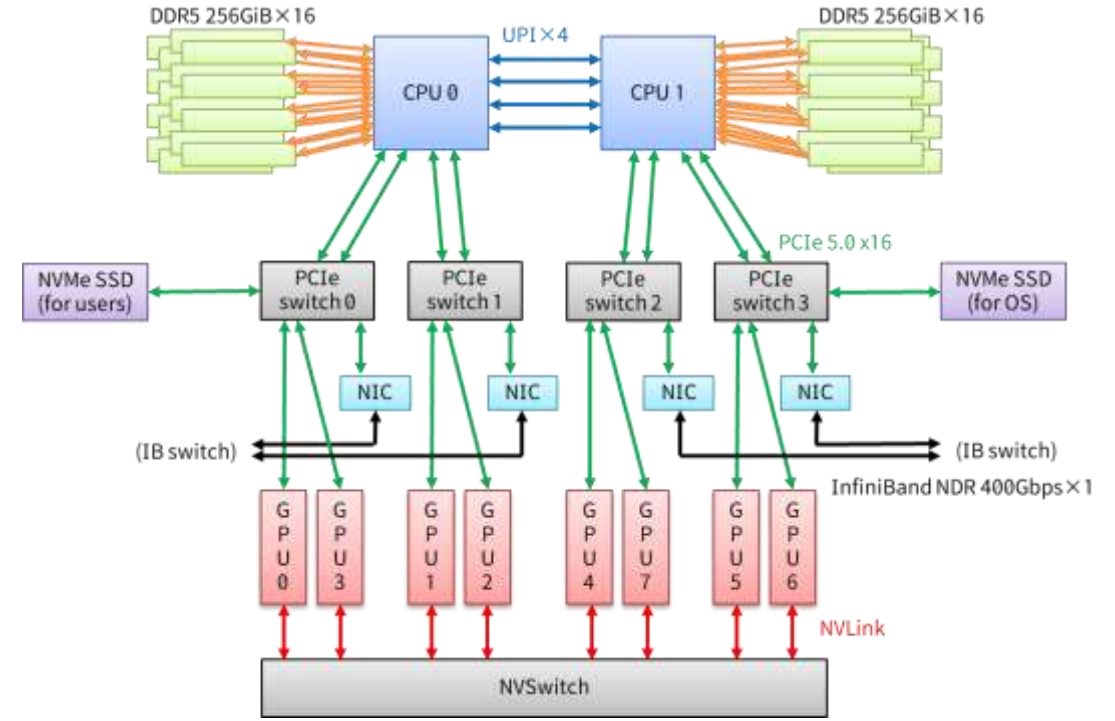 DDR5 256GiB×16
DDR5 256GiB×16
UPI×4
CPU 0
CPU 1
PCIe 5.0 x16
NVMe SSD
(for users)
PCIe
switch 0
PCIe
switch 1
PCIe
switch 2
PCIe
switch 3
NVMe SSD
(for OS)
NIC
NIC
NIC
NIC
(IB switch)
(IB switch)
InfiniBand NDR 400Gbps×1
GPU0
GPU3
GPU1
GPU2
GPU4
GPU7
GPU5
GPU6
NVLink
NVSwitch